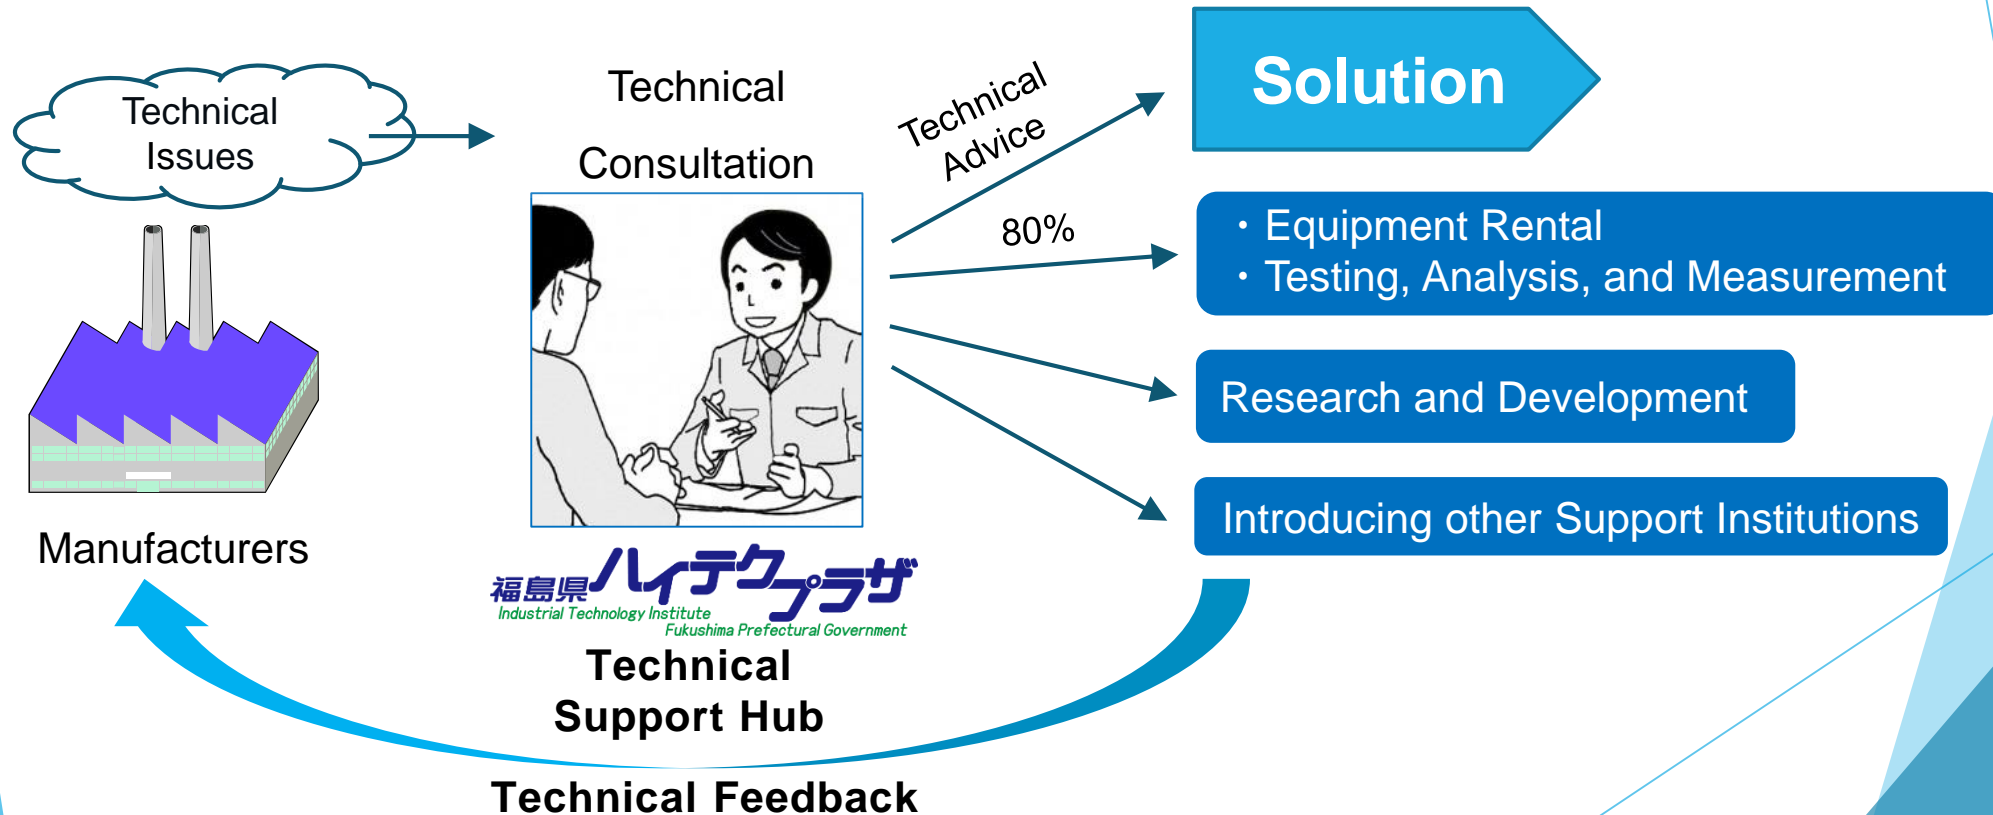 Technical
Issues
Manufacturers
Technical
Consultation
福島県ハイテクプラザ
Industrial Technology Institute
Fukushima Prefectural Government
Technical
Support Hub
Technical
Advice
80%
Solution
・Equipment Rental
・Testing, Analysis, and Measurement
Research and Development
Introducing other Support Institutions
Technical Feedback